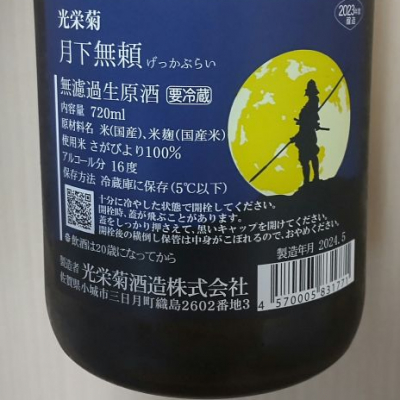 光栄菊
2023年度
醸造
月下無頼 げっかぶらい
無濾過生原酒 要冷蔵
内容量 720ml
原材料名 米(国産)、米麹(国産米)
使用米 さがびより100%
アルコール分 16度
保存方法 冷蔵庫に保存(5℃以下)
十分に冷やした状態で開栓してください。
開栓時、蓋が飛ぶことがあります。
蓋をしっかり押さえて、黒いキャップを開けてください。
開栓後の横倒し保管は中身がこぼれるので、おやめください。
飲酒は20歳になってから
製造年月 2024.5
製造者 光栄菊酒造株式会社
佐賀県小城市三日月町織島2602番地3
4 570005 831771